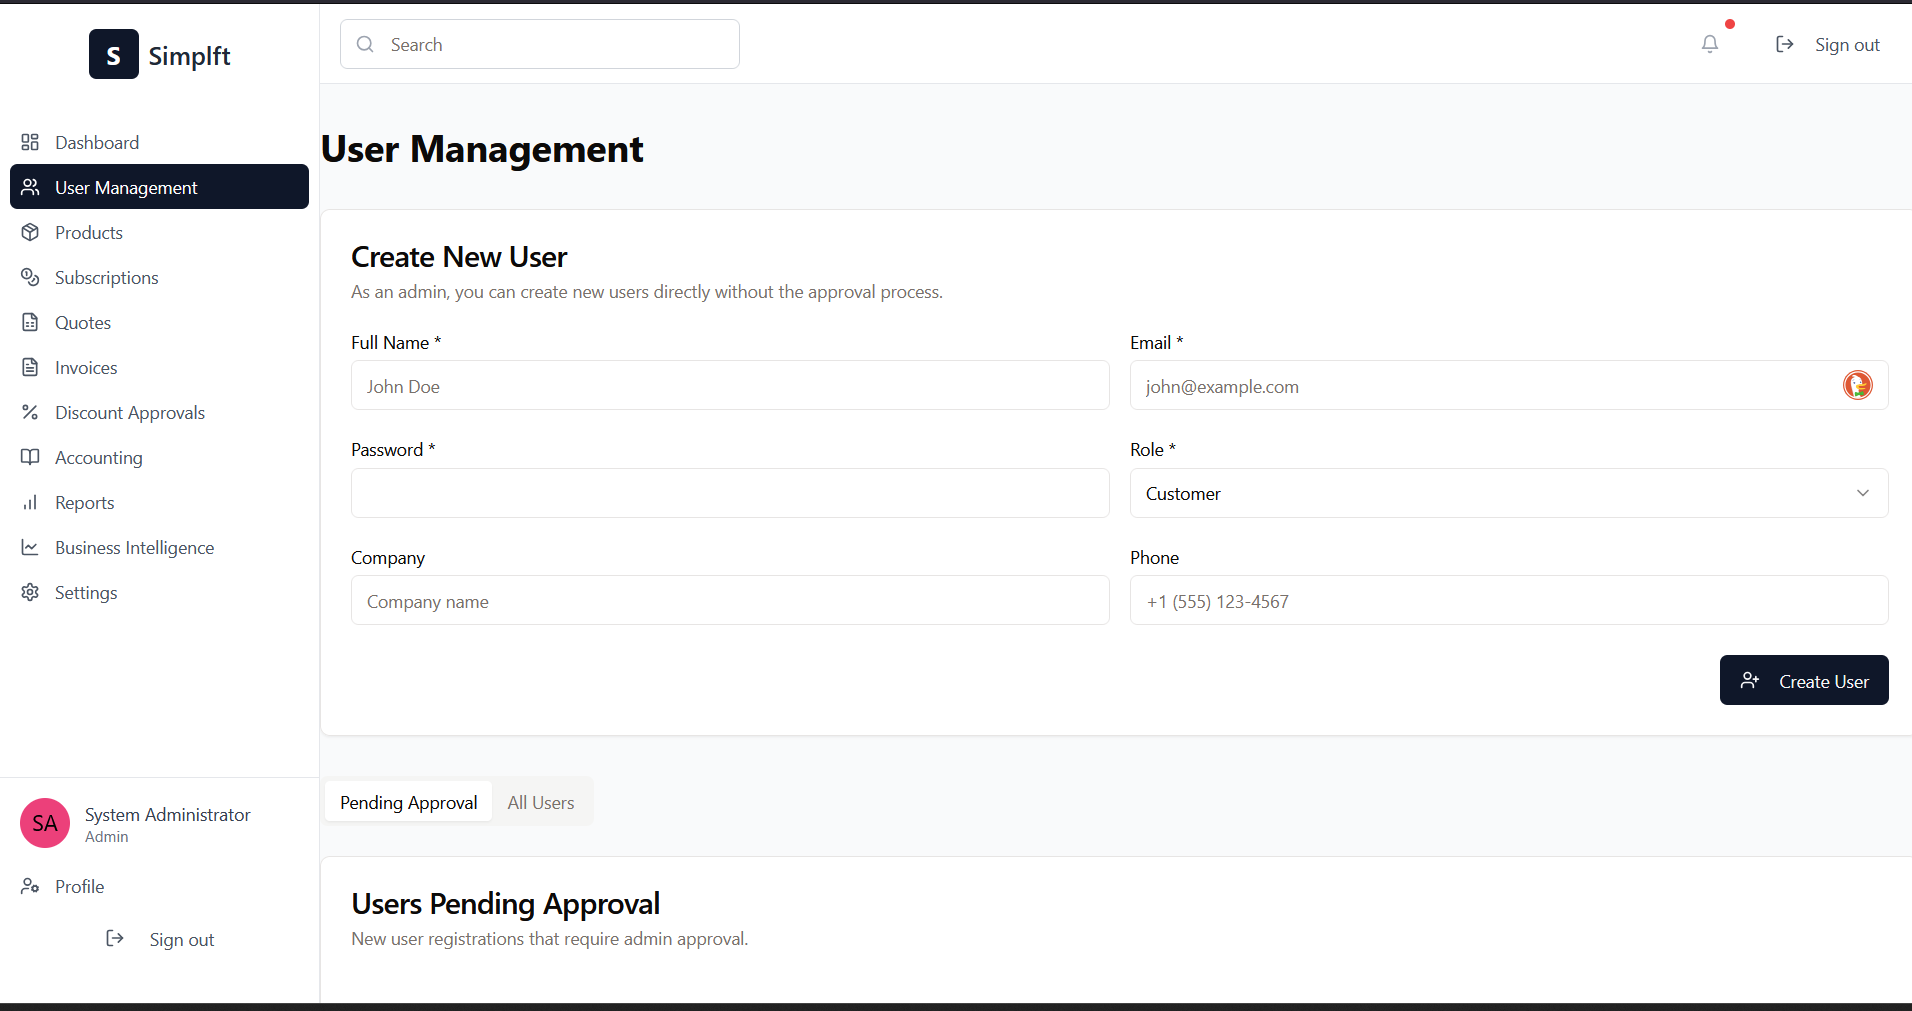 S Simplft
Search
Sign out
Dashboard
User Management
Products
Subscriptions
Quotes
Invoices
Discount Approvals
Accounting
Reports
Business Intelligence
Settings
SA
System Administrator
Admin
Profile
Sign out
User Management
Create New User
As an admin, you can create new users directly without the approval process.
Full Name *
John Doe
Email *
john@example.com
Password *
Role *
Customer
Company
Company name
Phone
+1 (555) 123-4567
Create User
Pending Approval
All Users
Users Pending Approval
New user registrations that require admin approval.